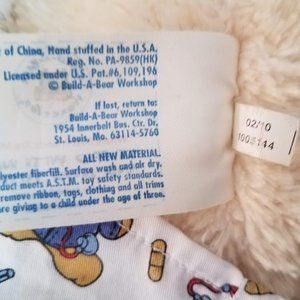 of China, Hand stuffed in the U.S.A.
Reg. No. PA-9859(HK)
Licensed under U.S. Pat.#6,109,196
© Build-A-Bear Workshop
If lost, return to:
Build-A-Bear Workshop
1954 Innerbelt Bus. Ctr. Dr.
St. Louis, Mo. 63114-5760
ALL NEW MATERIAL
lyester fiberfill. Surface wash and air dry.
duct meets A.S.T.M. toy safety standards.
remove ribbon, tags, clothing and all trims
re giving to a child under the age of three.
02/10
1005144